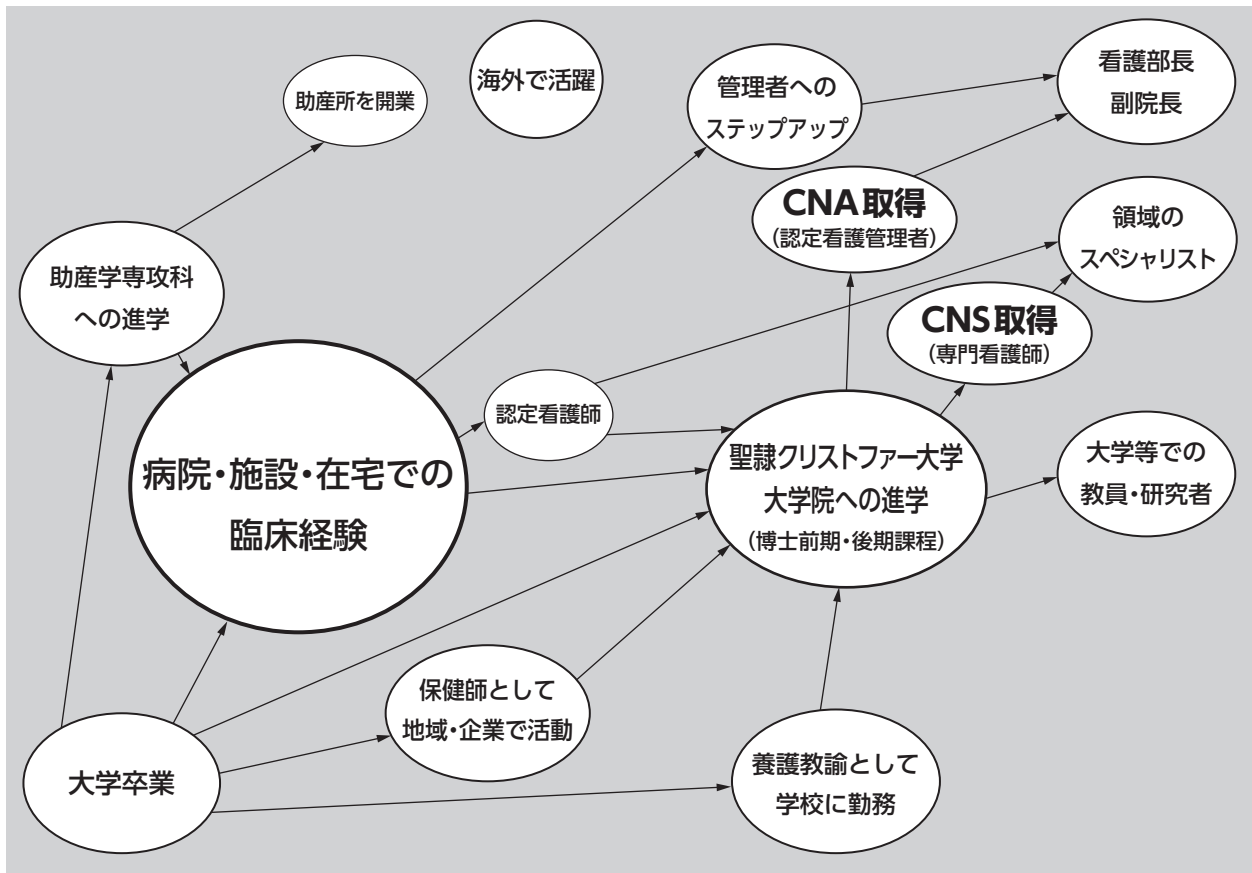 助産所を開業
海外で活躍
管理者への
ステップアップ
看護部長
副院長
CNA取得
(認定看護管理者)
領域の
スペシャリスト
助産学専攻科
への進学
CNS取得
(専門看護師)
認定看護師
病院・施設・在宅での
臨床経験
聖隷クリストファー大学
大学院への進学
(博士前期・後期課程)
大学等での
教員・研究者
保健師として
地域・企業で活動
大学卒業
養護教諭として
学校に勤務